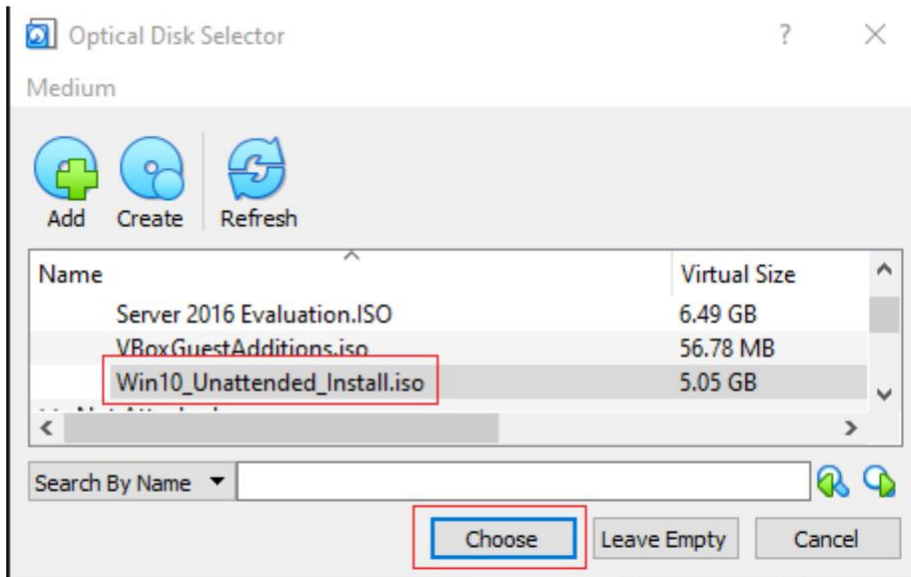 Optical Disk Selector ?
Medium
Add Create Refresh
Name Virtual Size
Server 2016 Evaluation.ISO 6.49 GB
VBoxGuestAdditions.iso 56.78 MB
Win10_Unattended_Install.iso 5.05 GB
Search By Name
Choose Leave Empty Cancel